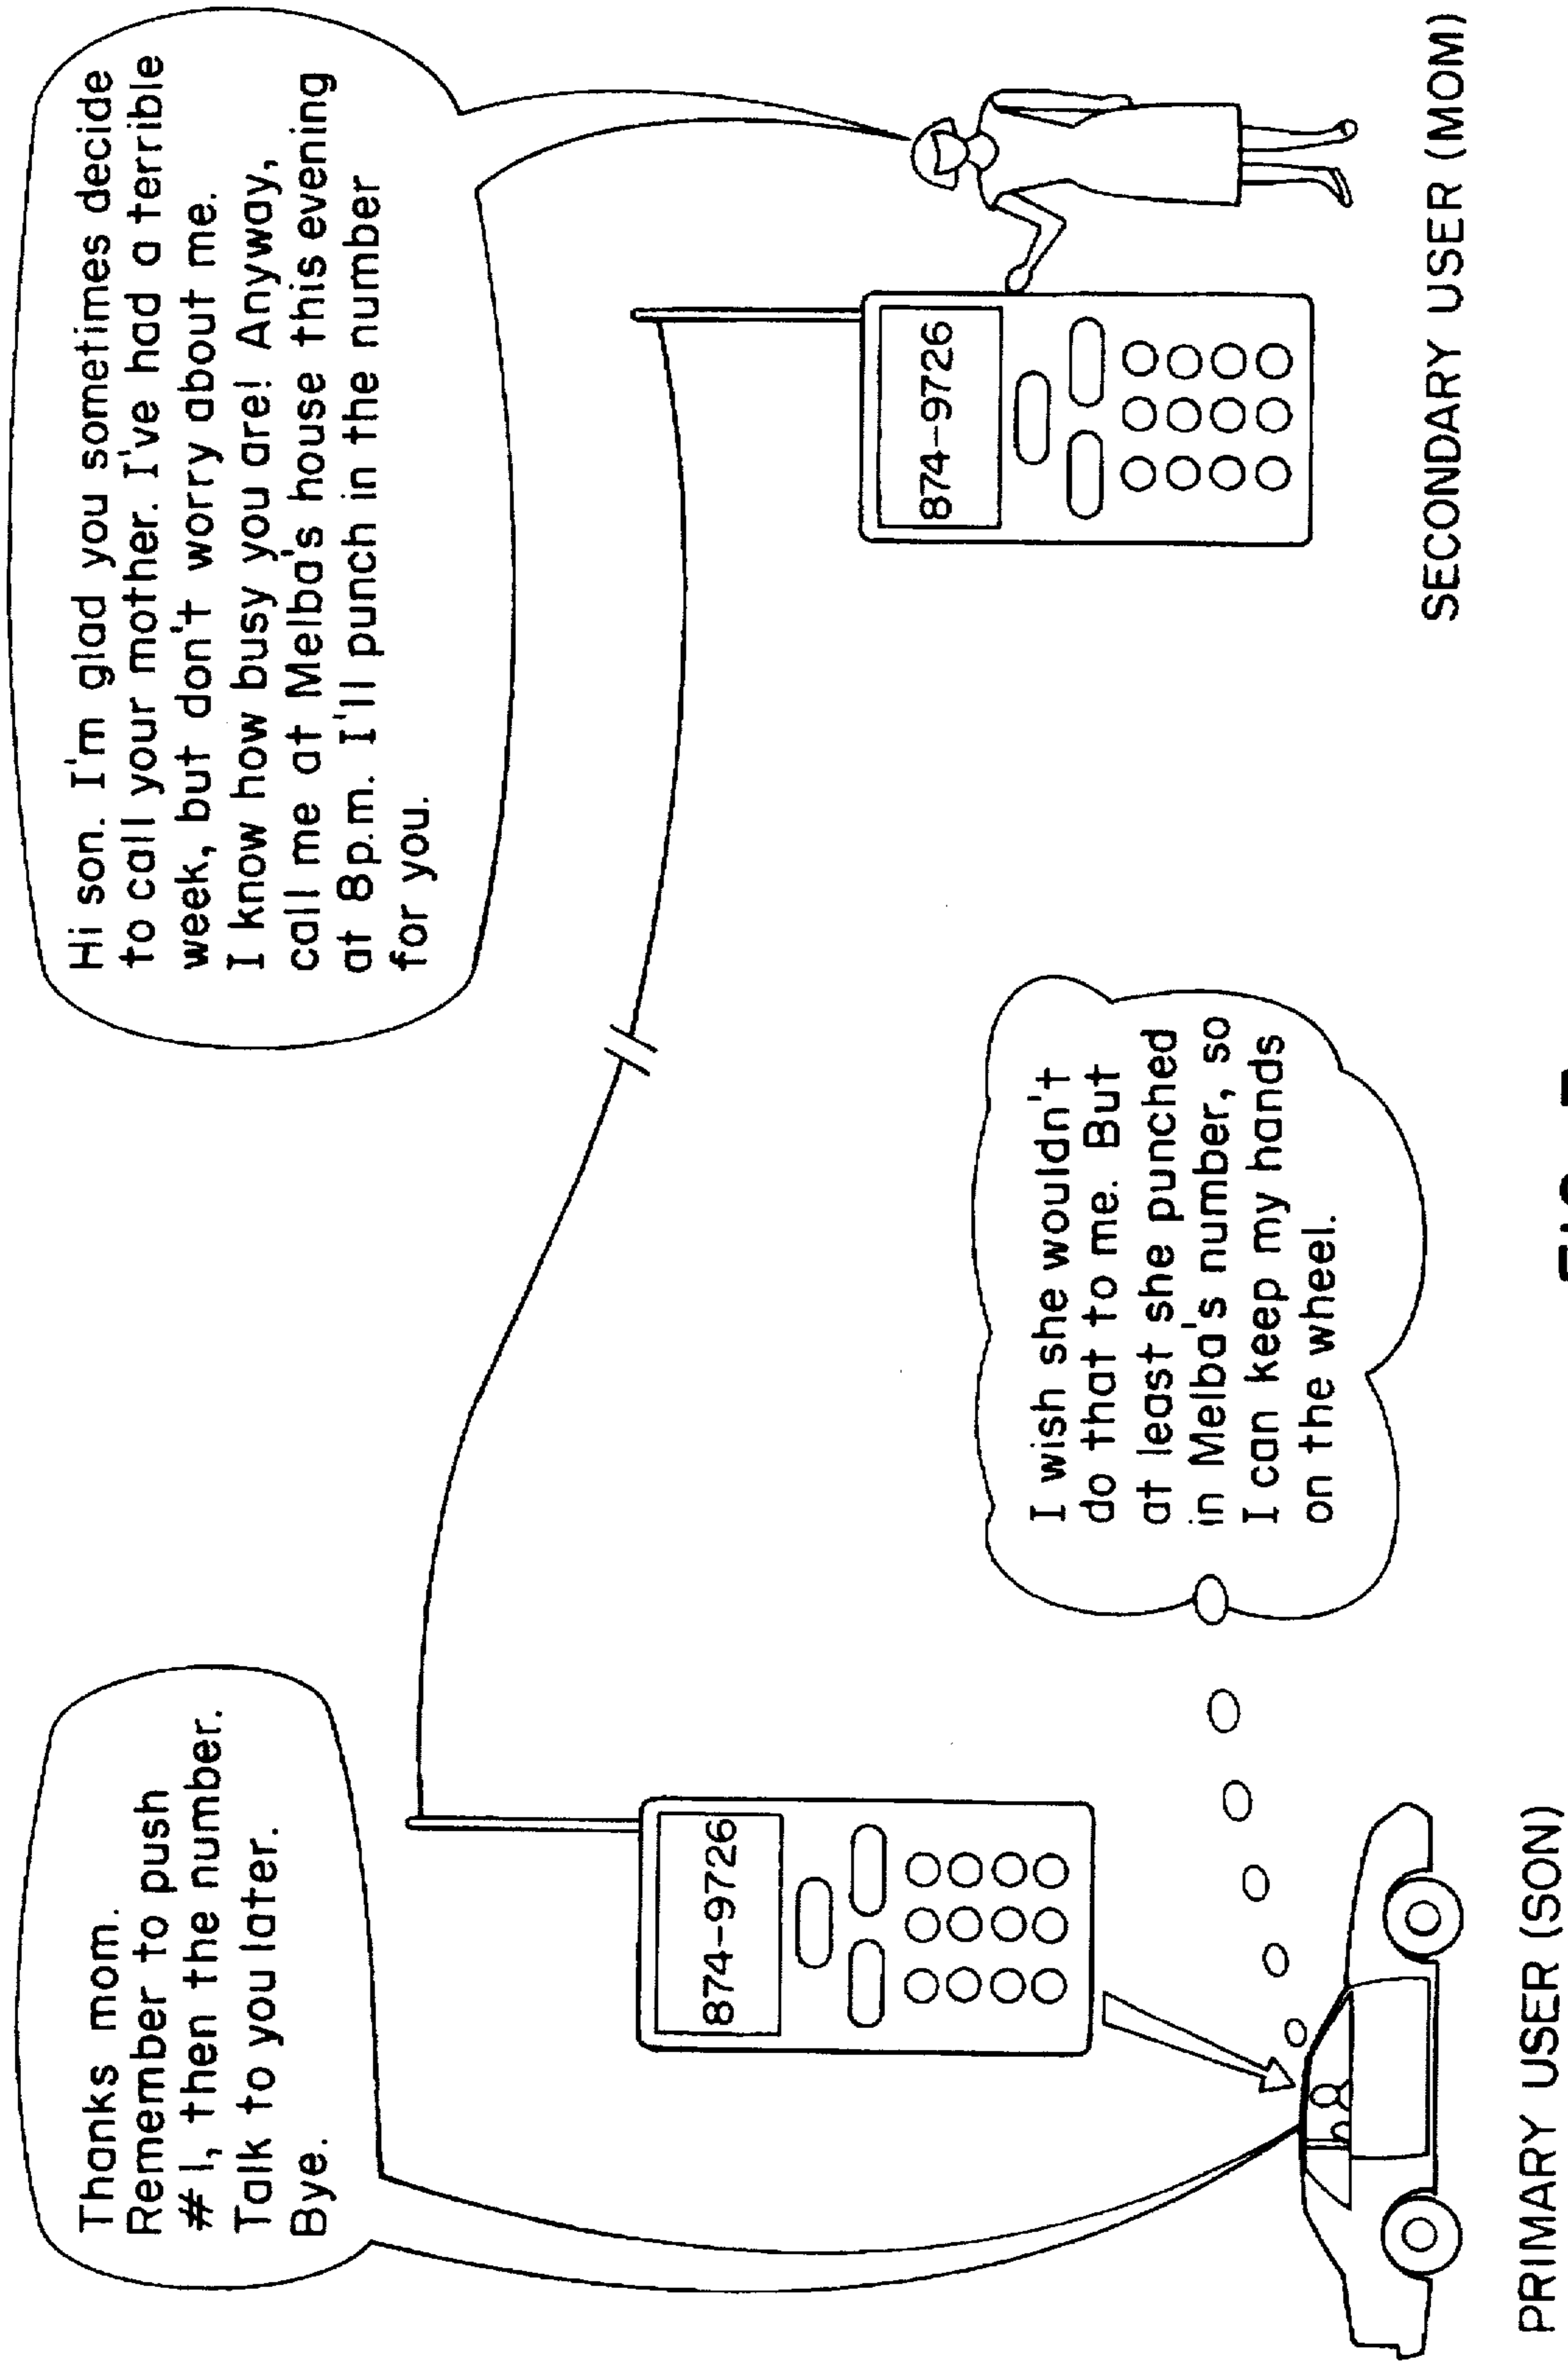 Thanks mom.
Remember to push
#1, then the number.
Talk to you later.
Bye.
Hi son. I'm glad you sometimes decide
to call your mother. I've had a terrible
week, but don't worry about me.
I know how busy you are! Anyway,
call me at Melba's house this evening
at 8p.m. I'll punch in the number
for you.
874-9726
874-9726
I wish she wouldn't
do that to me. But
at least she punched
in Melba's number, so
I can keep my hands
on the wheel.
PRIMARY USER (SON)
SECONDARY USER (MOM)